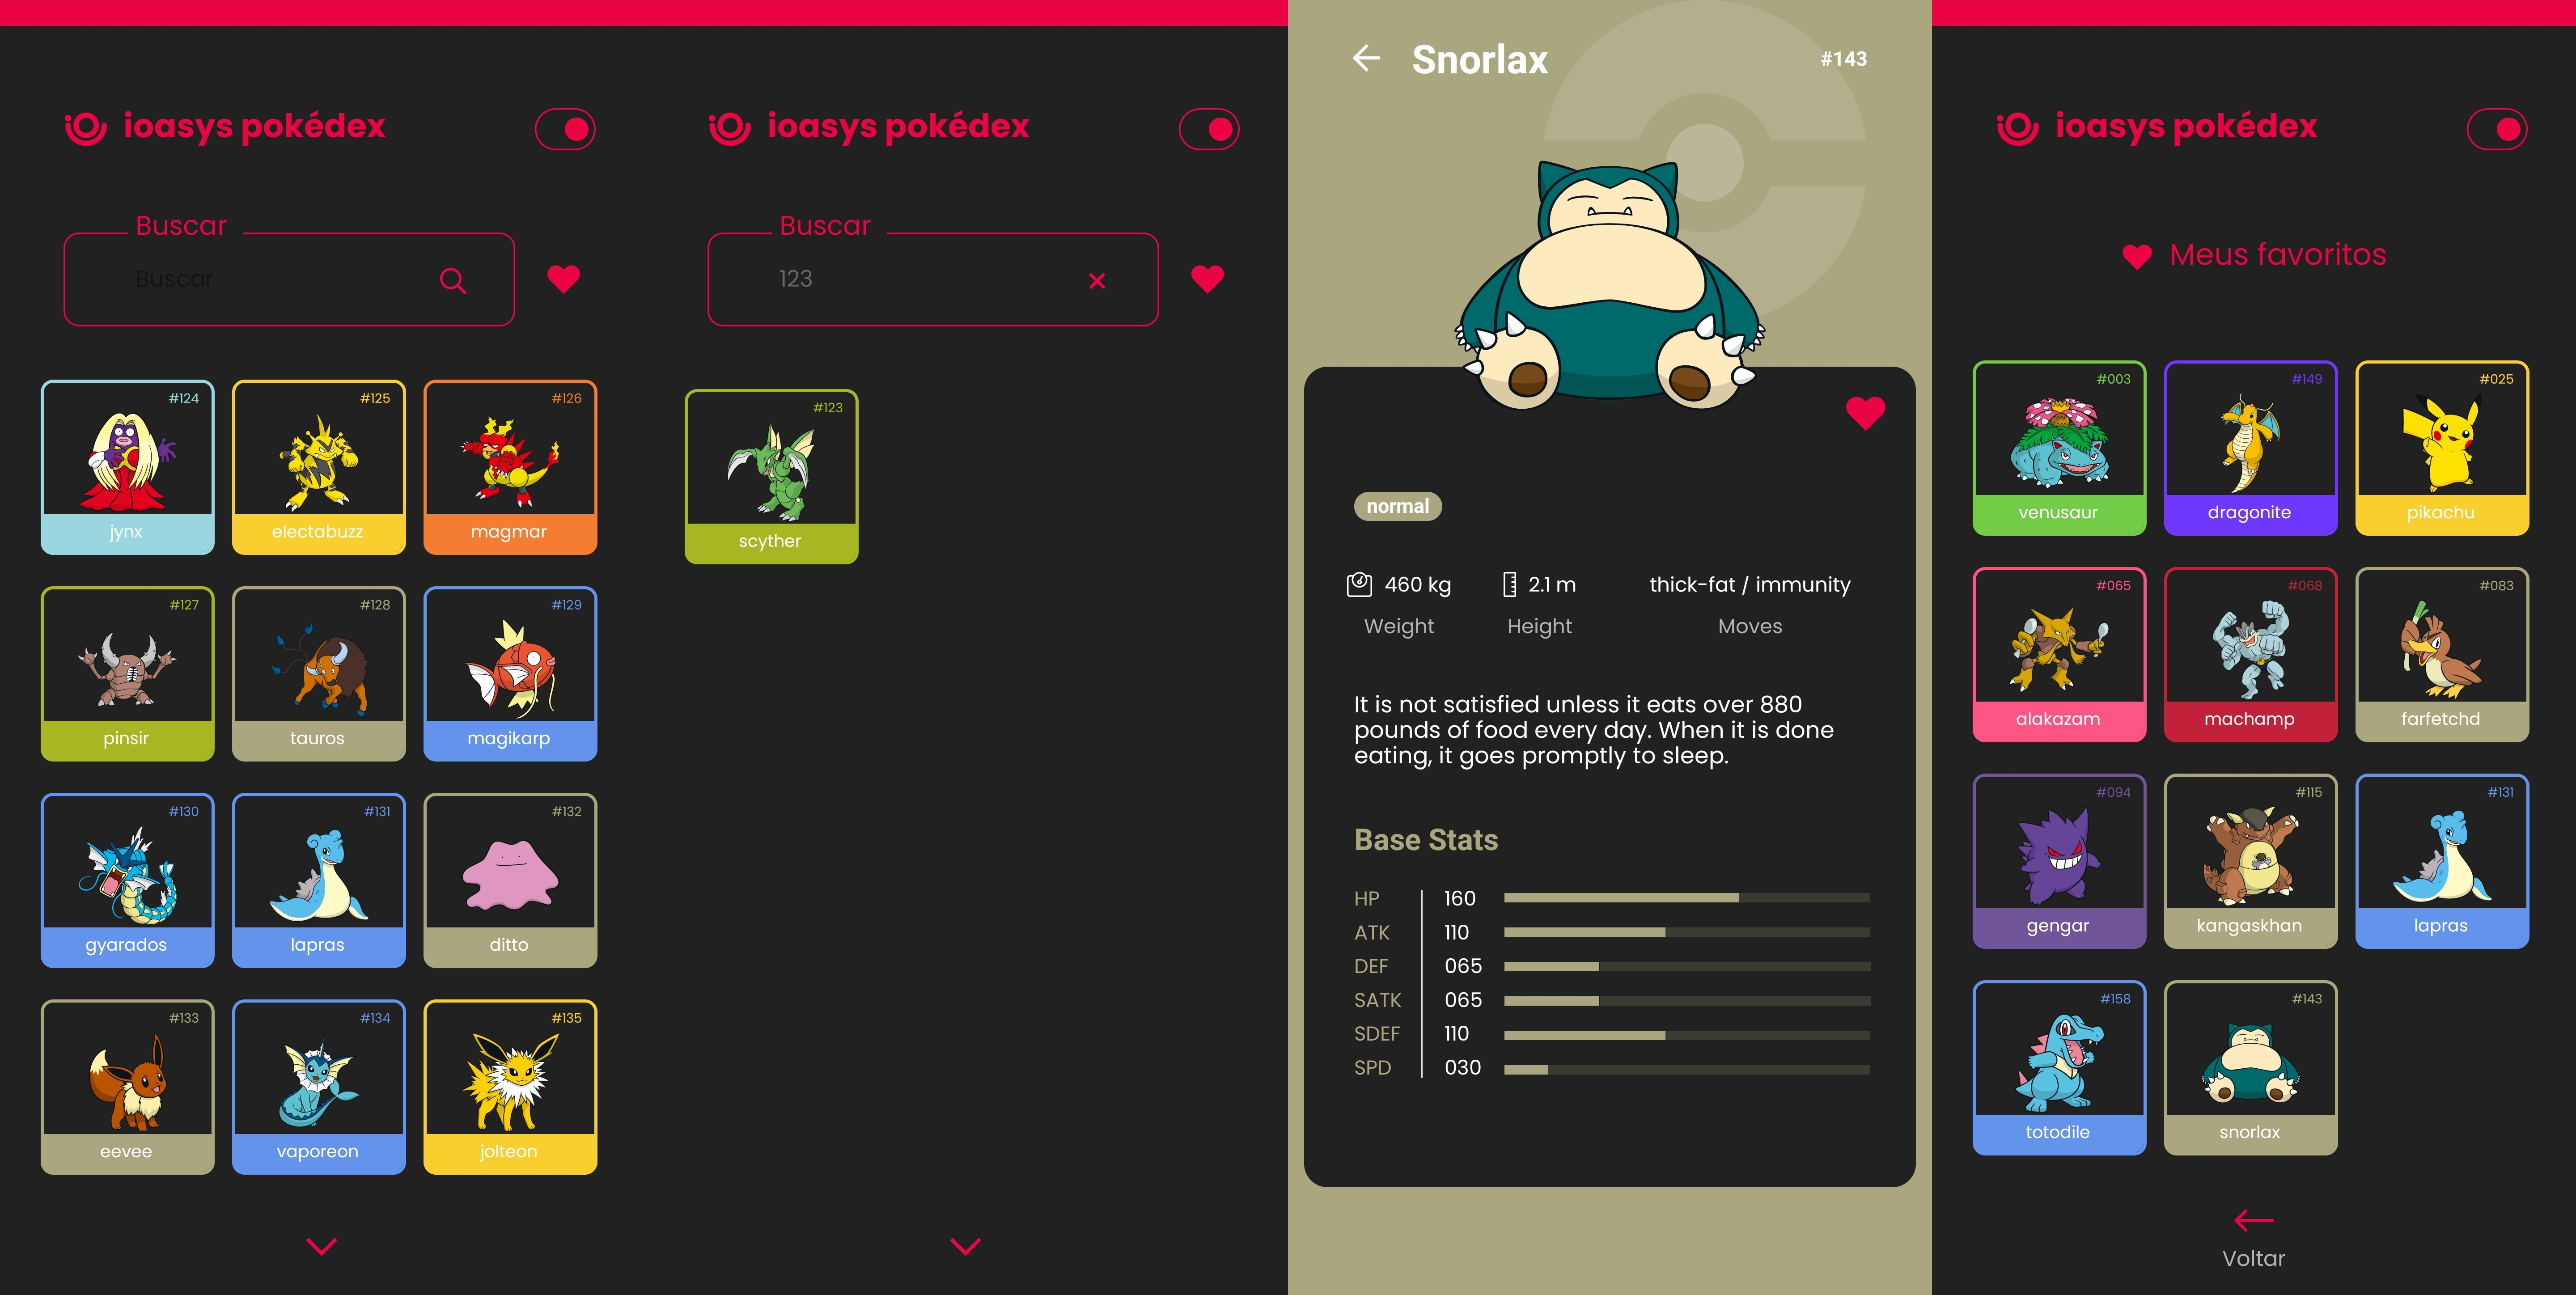 ioasys pokédex
Buscar
Buscar
#124
#125
#126
jynx
electabuzz
magmar
#127
#128
#129
pinsir
tauros
magikarp
#130
#131
#132
gyarados
lapras
ditto
#133
#134
#135
eevee
vaporeon
jolteon
ioasys pokédex
Buscar
123
#123
scyther
Snorlax
#143
normal
460 kg
2.1 m
thick-fat / immunity
Weight
Height
Moves
It is not satisfied unless it eats over 880
pounds of food every day. When it is done
eating, it goes promptly to sleep.
Base Stats
HP 160
ATK 110
DEF 065
SATK 065
SDEF 110
SPD 030
ioasys pokédex
Meus favoritos
#003
#149
#025
venusaur
dragonite
pikachu
#065
#068
#083
alakazam
machamp
farfetchd
#094
#115
#131
gengar
kangaskhan
lapras
#158
#143
totodile
snorlax
Voltar